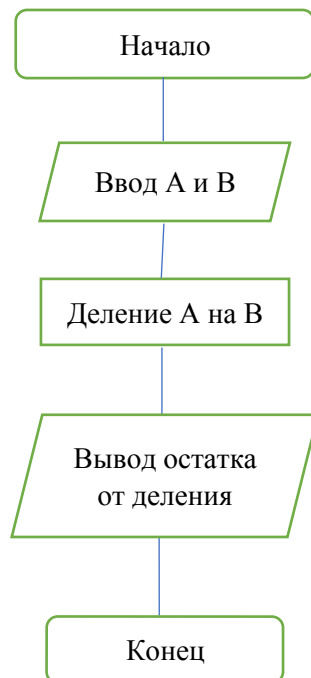 Начало
Ввод А и В
Деление А на В
Вывод остатка
от деления
Конец